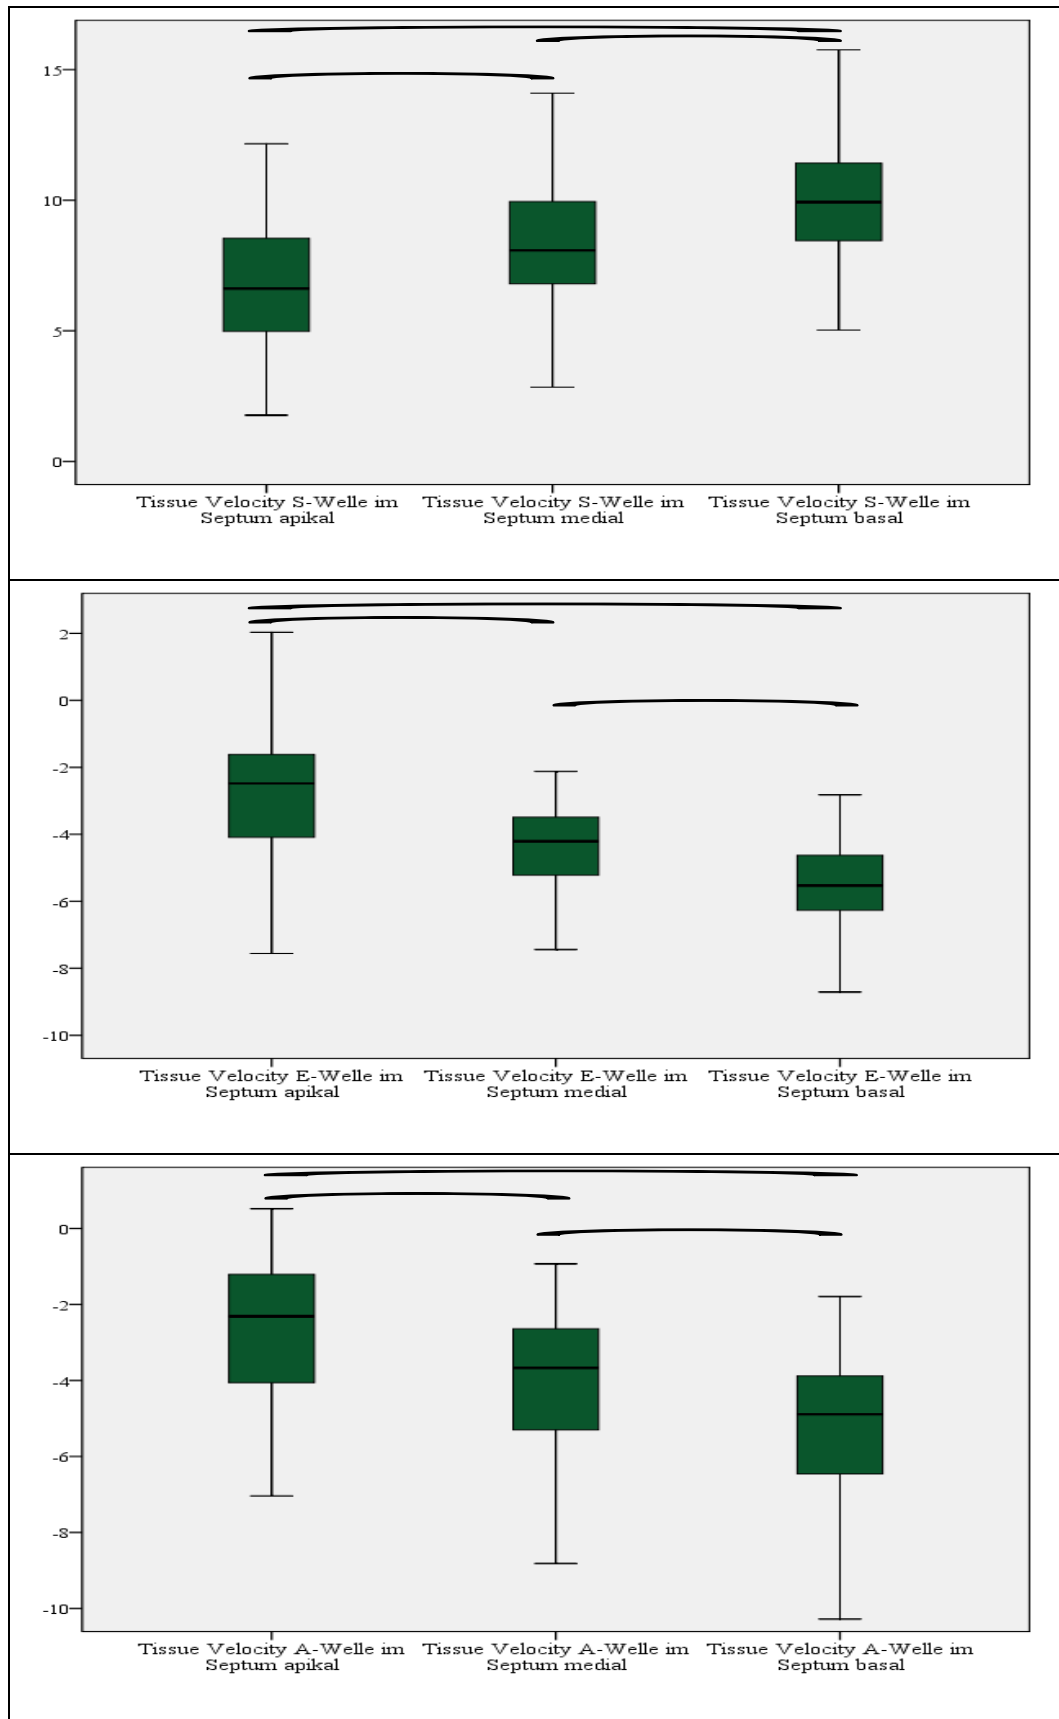 15
10
5
0
Tissue Velocity S-Welle im
Septum apikal
Tissue Velocity S-Welle im
Septum medial
Tissue Velocity S-Welle im
Septum basal
2
0
-2
-4
-6
-8
-10
Tissue Velocity E-Welle im
Septum apikal
Tissue Velocity E-Welle im
Septum medial
Tissue Velocity E-Welle im
Septum basal
0
-2
-4
-6
-8
-10
Tissue Velocity A-Welle im
Septum apikal
Tissue Velocity A-Welle im
Septum medial
Tissue Velocity A-Welle im
Septum basal